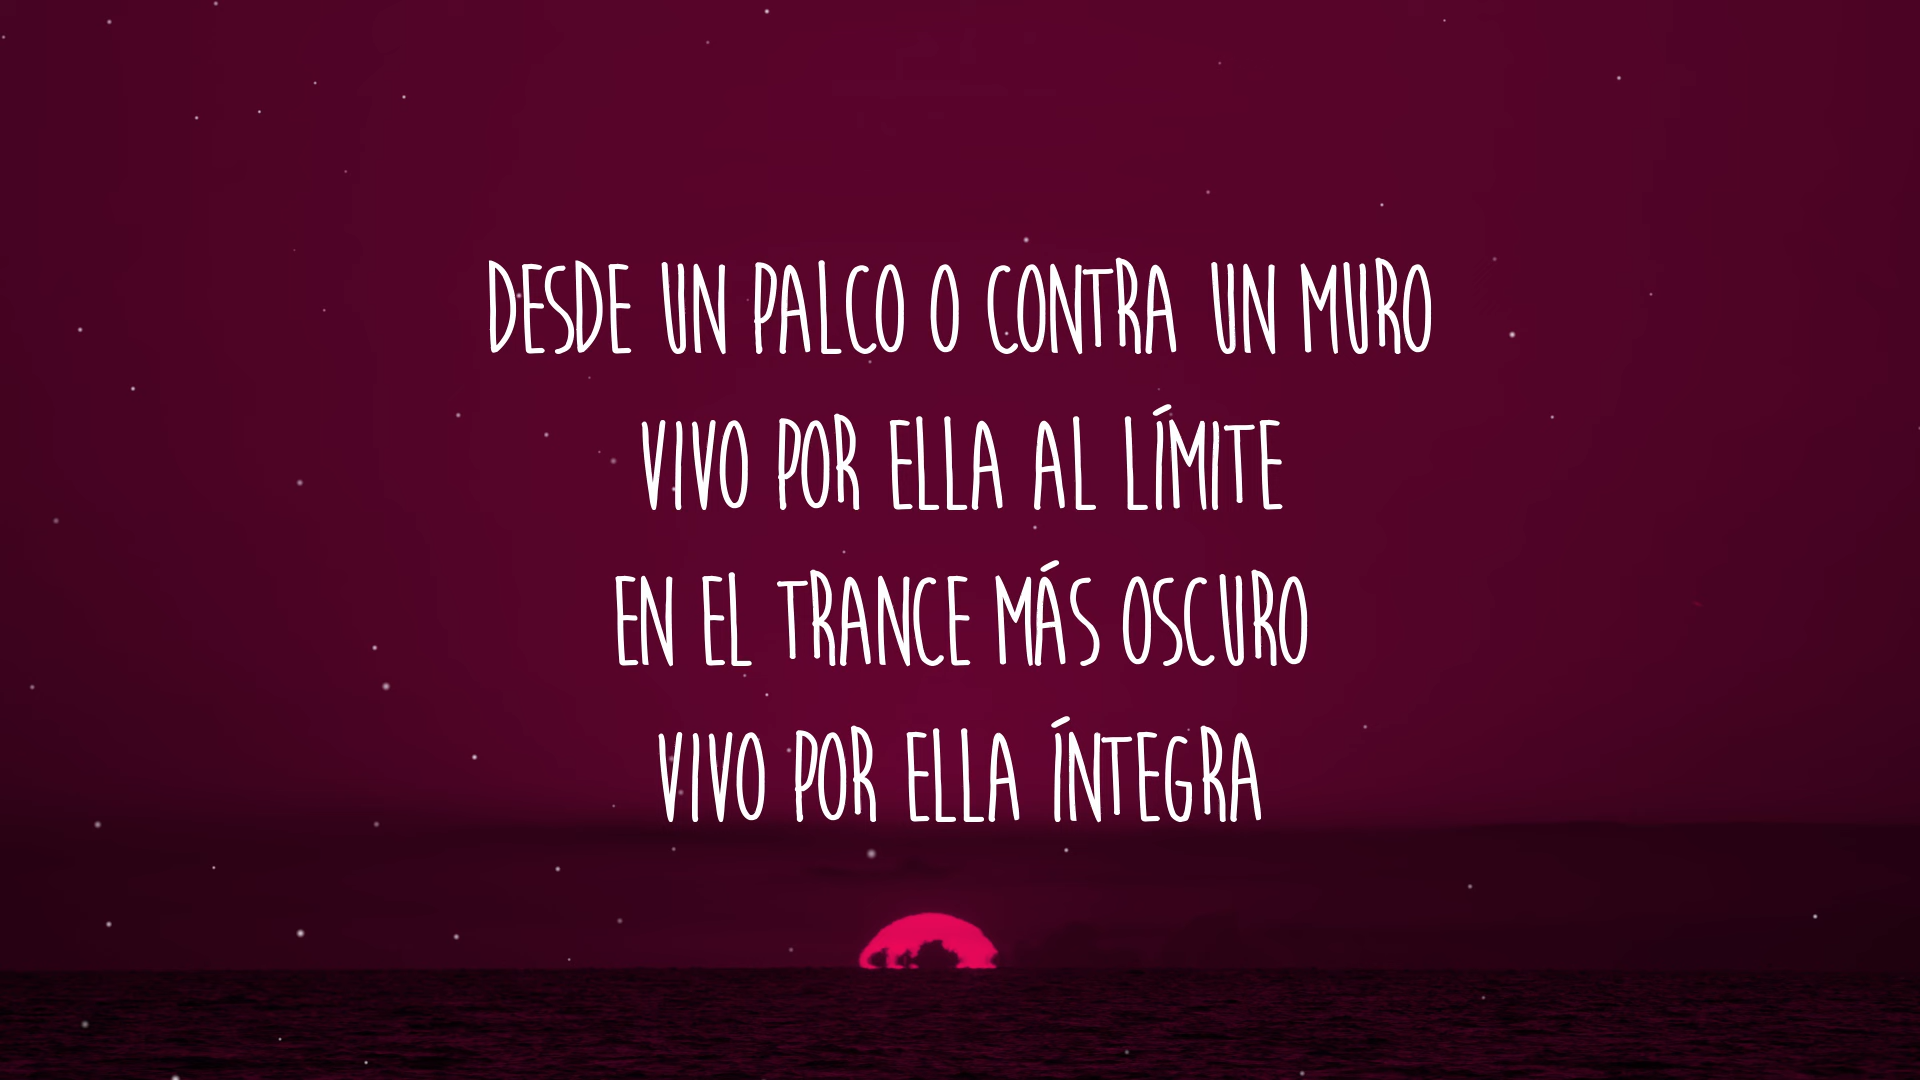 DESDE UN PALCO O CONTRA UN MURO
VIVO POR ELLA AL LÍMITE
EN EL TRANCE MÁS OSCURO
VIVO POR ELLA ÍNTEGRA